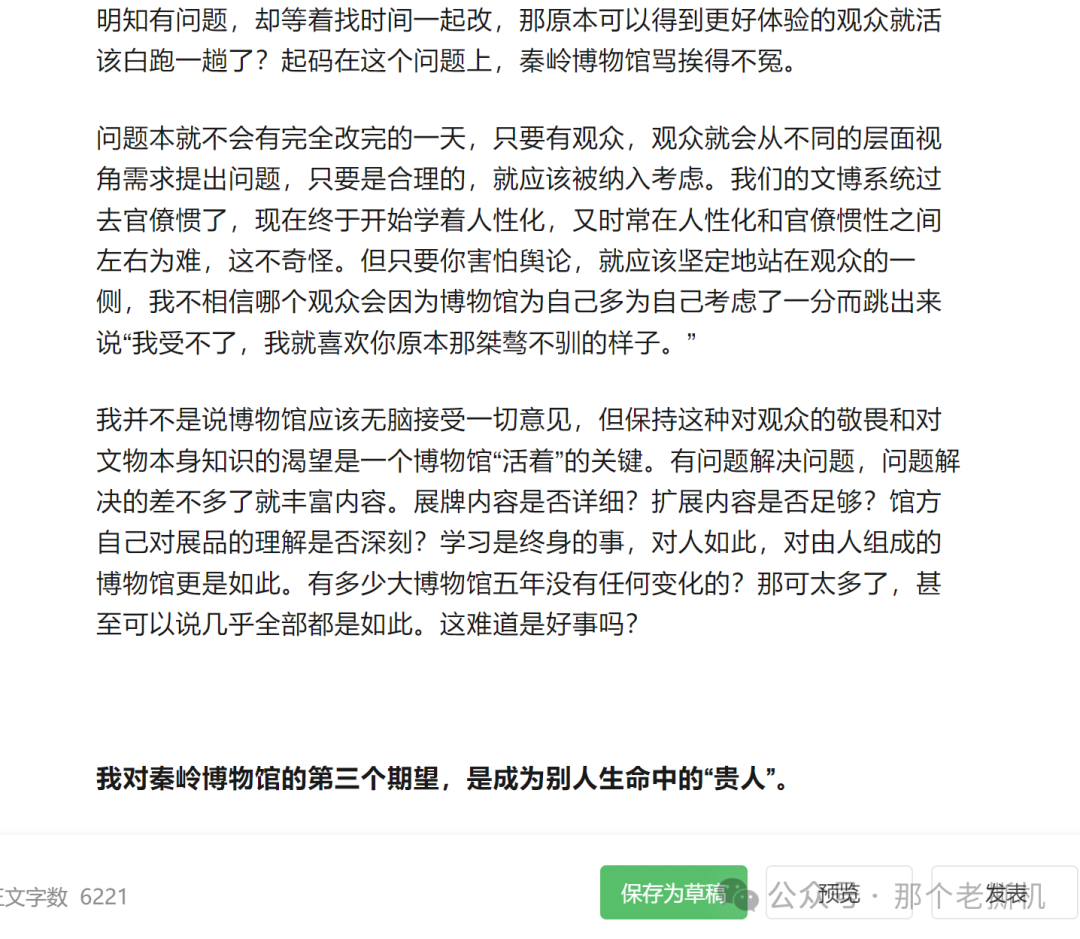 明知有问题，却等着找时间一起改，那原本可以得到更好体验的观众就活
该白跑一趟了？起码在这个问题上，秦岭博物馆骂挨得不冤。
问题本就不会有完全改完的一天，只要有观众，观众就会从不同的层面视
角需求提出问题，只要是合理的，就应该被纳入考虑。我们的文博系统过
去官僚惯了，现在终于开始学着人性化，又时常在人性化和官僚惯性之间
左右为难，这不奇怪。但只要你害怕舆论，就应该坚定地站在观众的一
侧，我不相信哪个观众会因为博物馆为自己多为自己考虑了一分而跳出来
说“我受不了，我就喜欢你原本那桀骜不驯的样子。”
我并不是说博物馆应该无脑接受一切意见，但保持这种对观众的敬畏和对
文物本身知识的渴望是一个博物馆“活着”的关键。有问题解决问题，问题解
决的差不多了就丰富内容。展牌内容是否详细？扩展内容是否足够？馆方
自己对展品的理解是否深刻？学习是终身的事，对人如此，对由人组成的
博物馆更是如此。有多少大博物馆五年没有任何变化的？那可太多了，甚
至可以说几乎全部都是如此。这难道是好事吗？
我对秦岭博物馆的第三个期望，是成为别人生命中的“贵人”。
正文字数 6221
保存为草稿
预览
发表
公众号 · 那个老撕机